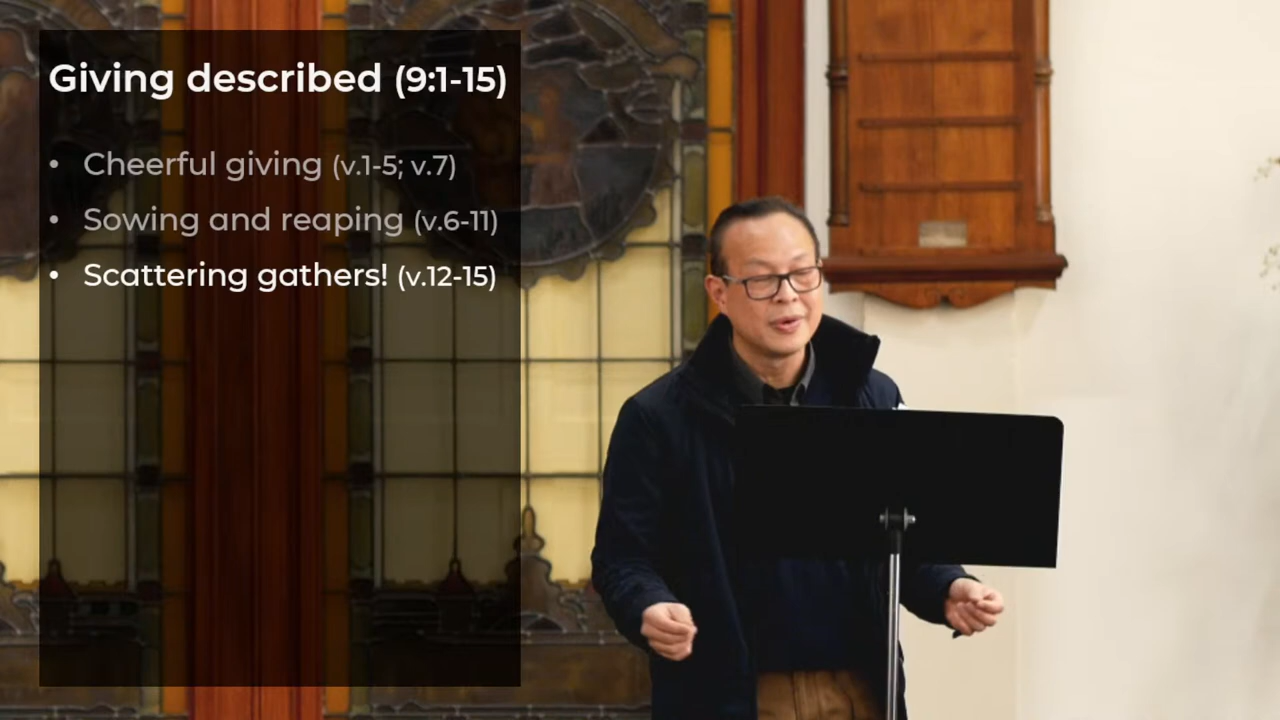 Giving described (9:1-15)
• Cheerful giving (v.1-5; v.7)
• Sowing and reaping (v.6-11)
• Scattering gathers! (v.12-15)